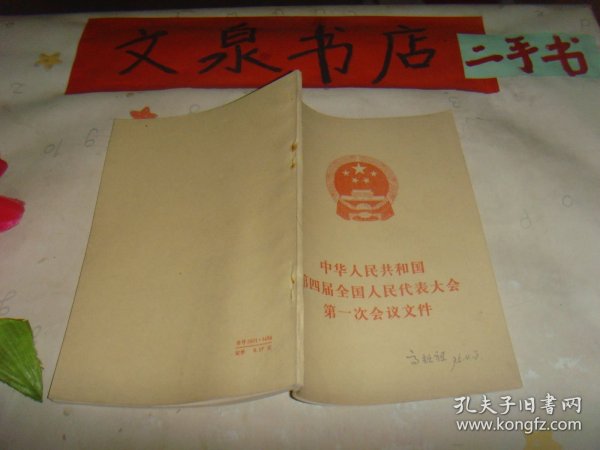 文泉书店
二手书
中华人民共和国
第四届全国人民代表大会
第一次会议文件
孔夫子旧书网
www.kongfz.com